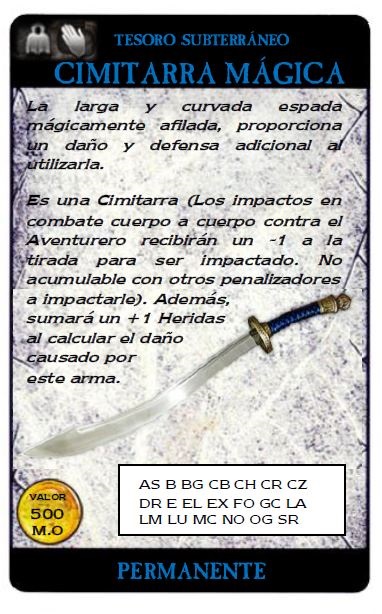 TESORO SUBTERRÁNEO
CIMITARRA MÁGICA
La larga y curvada espada
mágicamente afilada, proporciona
un daño y defensa adicional al
utilizarla.
Es una Cimitarra (Los impactos en
combate cuerpo a cuerpo contra el
Aventurero recibirán un -1 a la
tirada para ser impactado. No
acumulable con otros penalizadores
a impactarle). Además,
sumará un +1 Heridas
al calcular el daño
causado por
este arma.
VALOR
500
M.O
AS B BG CB CH CR CZ
DR E EL EX FO GC LA
LM LU MC NO OG SR
PERMANENTE